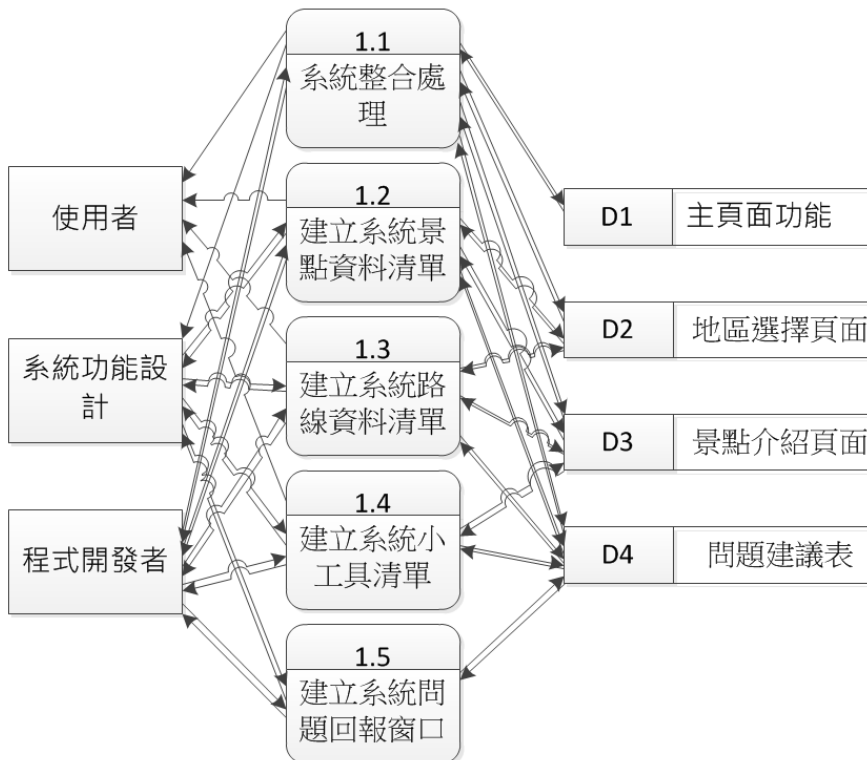 使用者
系統功能設
計
程式開發者
1.1
系統整合處
理
1.2
建立系統景
點資料清單
1.3
建立系統路
線資料清單
1.4
建立系統小
工具清單
1.5
建立系統問
題回報窗口
D1 主頁面功能
D2 地區選擇頁面
D3 景點介紹頁面
D4 問題建議表